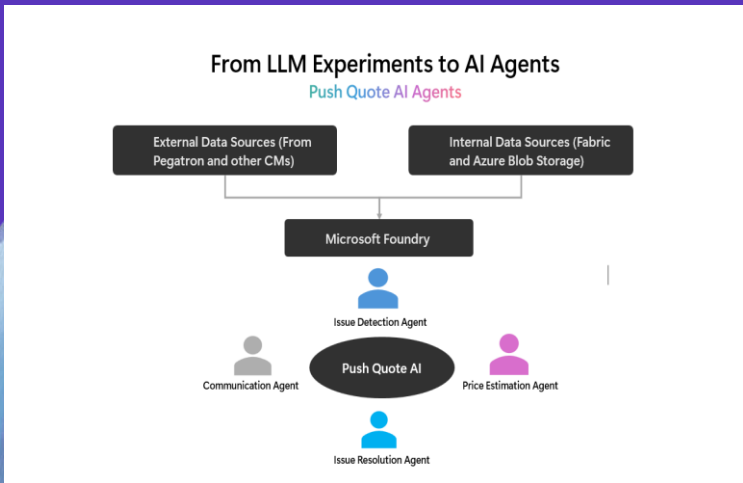 From LLM Experiments to AI Agents
Push Quote AI Agents
External Data Sources (From
Pegatron and other CMs)
Internal Data Sources (Fabric
and Azure Blob Storage)
Microsoft Foundry
Issue Detection Agent
Communication Agent
Push Quote AI
Price Estimation Agent
Issue Resolution Agent